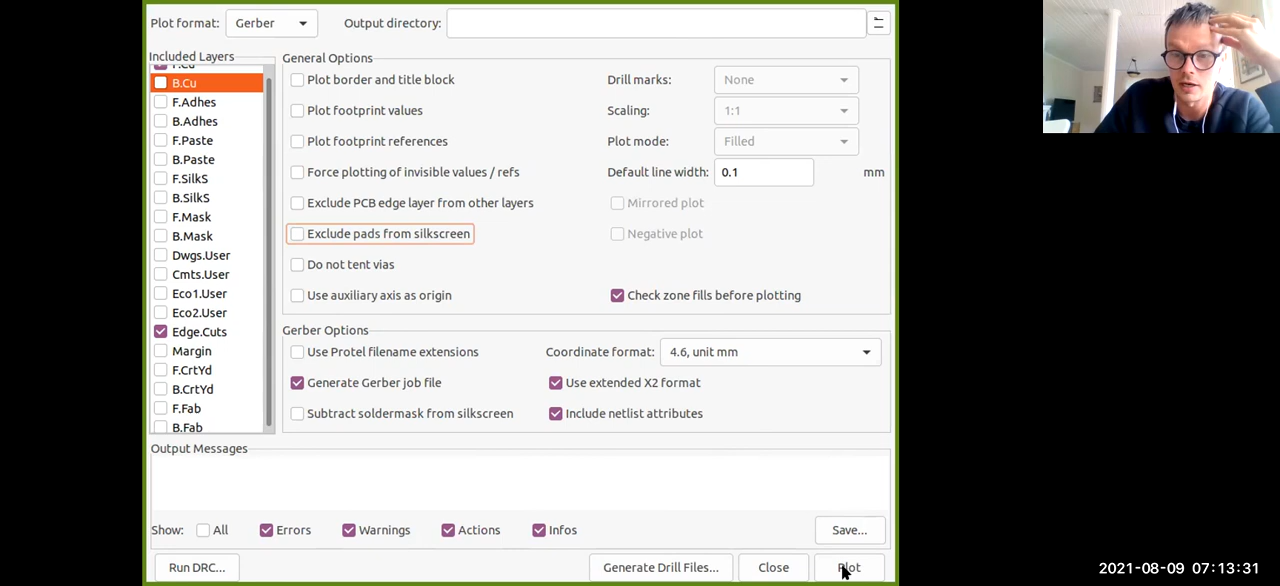 Plot format: Gerber Output directory:
Included Layers
General Options
F.Cu
B.Cu
F.Adhes
B.Adhes
F.Paste
B.Paste
F.SilkS
B.SilkS
F.Mask
B.Mask
Dwgs.User
Cmts.User
Eco1.User
Eco2.User
Edge.Cuts
Margin
F.CrtYd
B.CrtYd
F.Fab
B.Fab
Plot border and title block
Plot footprint values
Plot footprint references
Force plotting of invisible values / refs
Exclude PCB edge layer from other layers
Exclude pads from silkscreen
Do not tent vias
Use auxiliary axis as origin
Drill marks: None
Scaling: 1:1
Plot mode: Filled
Default line width: 0.1 mm
Mirrored plot
Negative plot
Check zone fills before plotting
Gerber Options
Use Protel filename extensions
Generate Gerber job file
Subtract soldermask from silkscreen
Coordinate format: 4.6, unit mm
Use extended X2 format
Include netlist attributes
Output Messages
Show: All Errors Warnings Actions Infos Save...
Run DRC... Generate Drill Files... Close Plot
2021-08-09 07:13:31